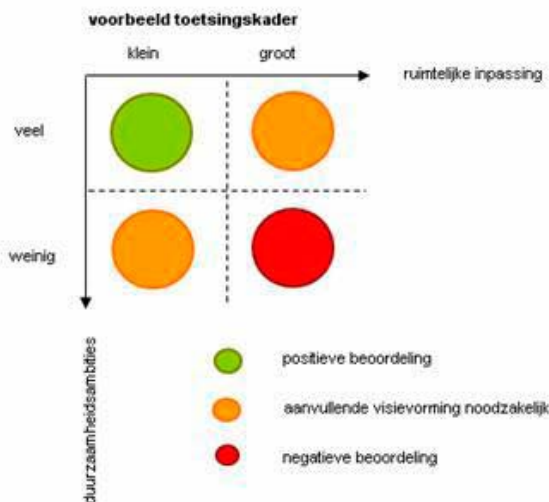 voorbeeld toetsingskader
klein groot
ruimtelijke inpassing
veel
weinig
duurzaamheidsambities
positieve beoordeling
aanvullende visievorming noodzakelijk
negatieve beoordeling